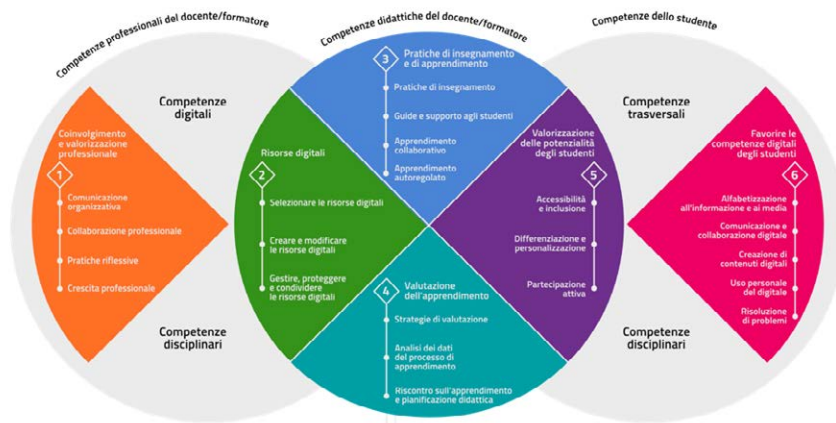 Competenze professionali del docente/formatore
Competenze didattiche del docente/formatore
Competenze dello studente
Competenze
digitali
Competenze
disciplinari
Coinvolgimento
e valorizzazione
professionale
1
Comunicazione
organizzativa
Collaborazione professionale
Pratiche riflessive
Crescita professionale
Risorse digitali
2
Selezionare le risorse digitali
Creare e modificare
le risorse digitali
Gestire, proteggere
e condividere
le risorse digitali
3
Pratiche di insegnamento
e di apprendimento
Pratiche di insegnamento
Guide e supporto agli studenti
Apprendimento
collaborativo
Apprendimento
autoregolato
4
Valutazione
dell'apprendimento
Strategie di valutazione
Analisi dei dati
del processo di
apprendimento
Riscontro sull'apprendimento
e pianificazione didattica
Valorizzazione
delle potenzialità
degli studenti
5
Accessibilità
e inclusione
Differenziazione e
personalizzazione
Partecipazione
attiva
Competenze
trasversali
Competenze
disciplinari
Favorire le
competenze digitali
degli studenti
6
Alfabetizzazione
all'informazione e ai media
Comunicazione e
collaborazione digitale
Creazione di
contenuti digitali
Uso personale
del digitale
Risoluzione
di problemi